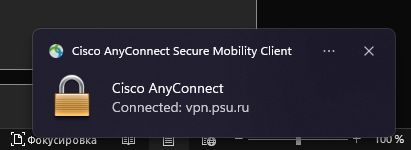 Cisco AnyConnect Secure Mobility Client
Cisco AnyConnect
Connected: vpn.psu.ru
Фокусировка
100 %